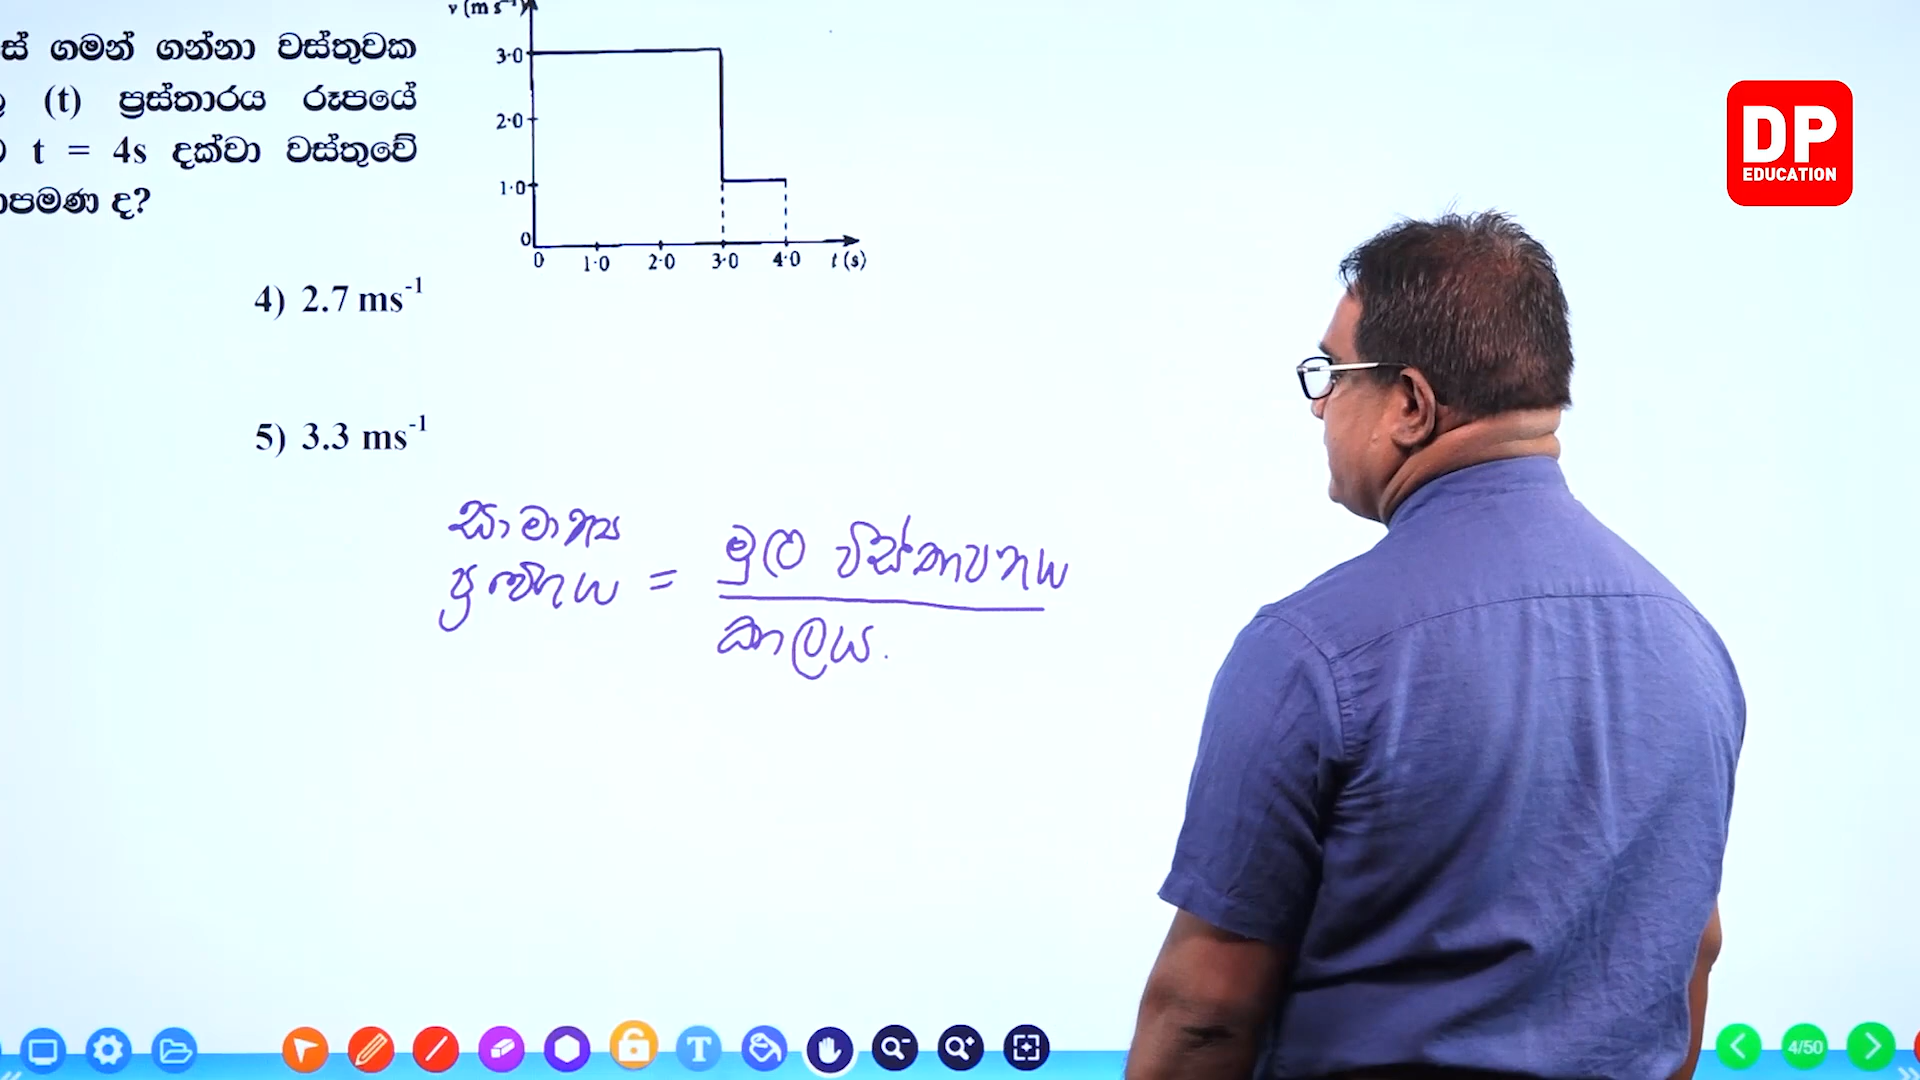 v (m s⁻¹)
3·0
2·0
1·0
0
0 1·0 2·0 3·0 4·0 t (s)
ගමන් ගන්නා වස්තුවක
(t) ප්‍රස්තාරය රූපයේ
t = 4s දක්වා වස්තුවේ
ද?
4) 2.7 ms⁻¹
5) 3.3 ms⁻¹
සාමාන්‍ය
ප්‍රවේගය = මුළු විස්තාපනය
කාලය.
DP
EDUCATION
T
4/50